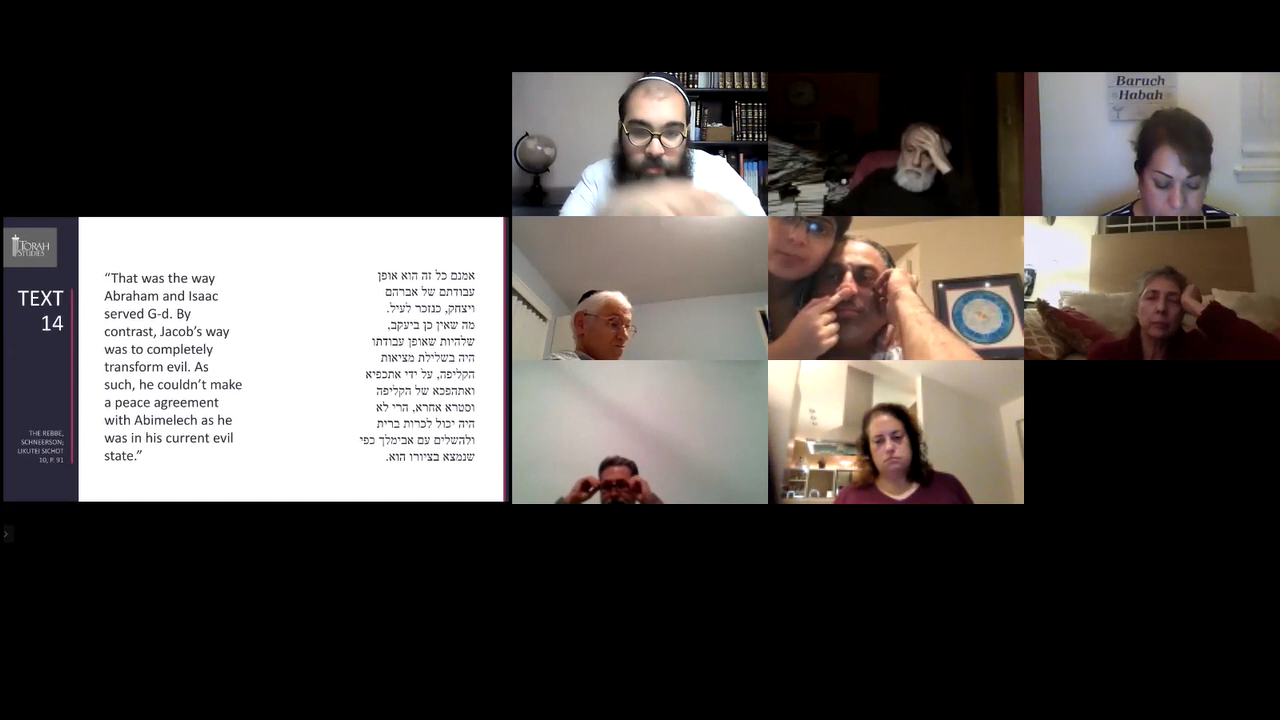 TORAH
STUDIES
TEXT
14
THE REBBE,
SCHNEERSON;
LIKUTEI SICHOT
10, P. 91
“That was the way
Abraham and Isaac
served G-d. By
contrast, Jacob’s way
was to completely
transform evil. As
such, he couldn’t make
a peace agreement
with Abimelech as he
was in his current evil
state.”
אמנם כל זה הוא אופן
עבודתם של אברהם
ויצחק, כנזכר לעיל.
מה שאין כן ביעקב,
שלהיות שאופן עבודתו
היה בשלילת מציאות
הקליפה, על ידי אתכפיא
ואתהפכא של הקליפה
וסטרא אחרא, הרי לא
היה יכול לכרות ברית
ולהשלים עם אבימלך כפי
שנמצא בציורו הוא.
Baruch
Habah